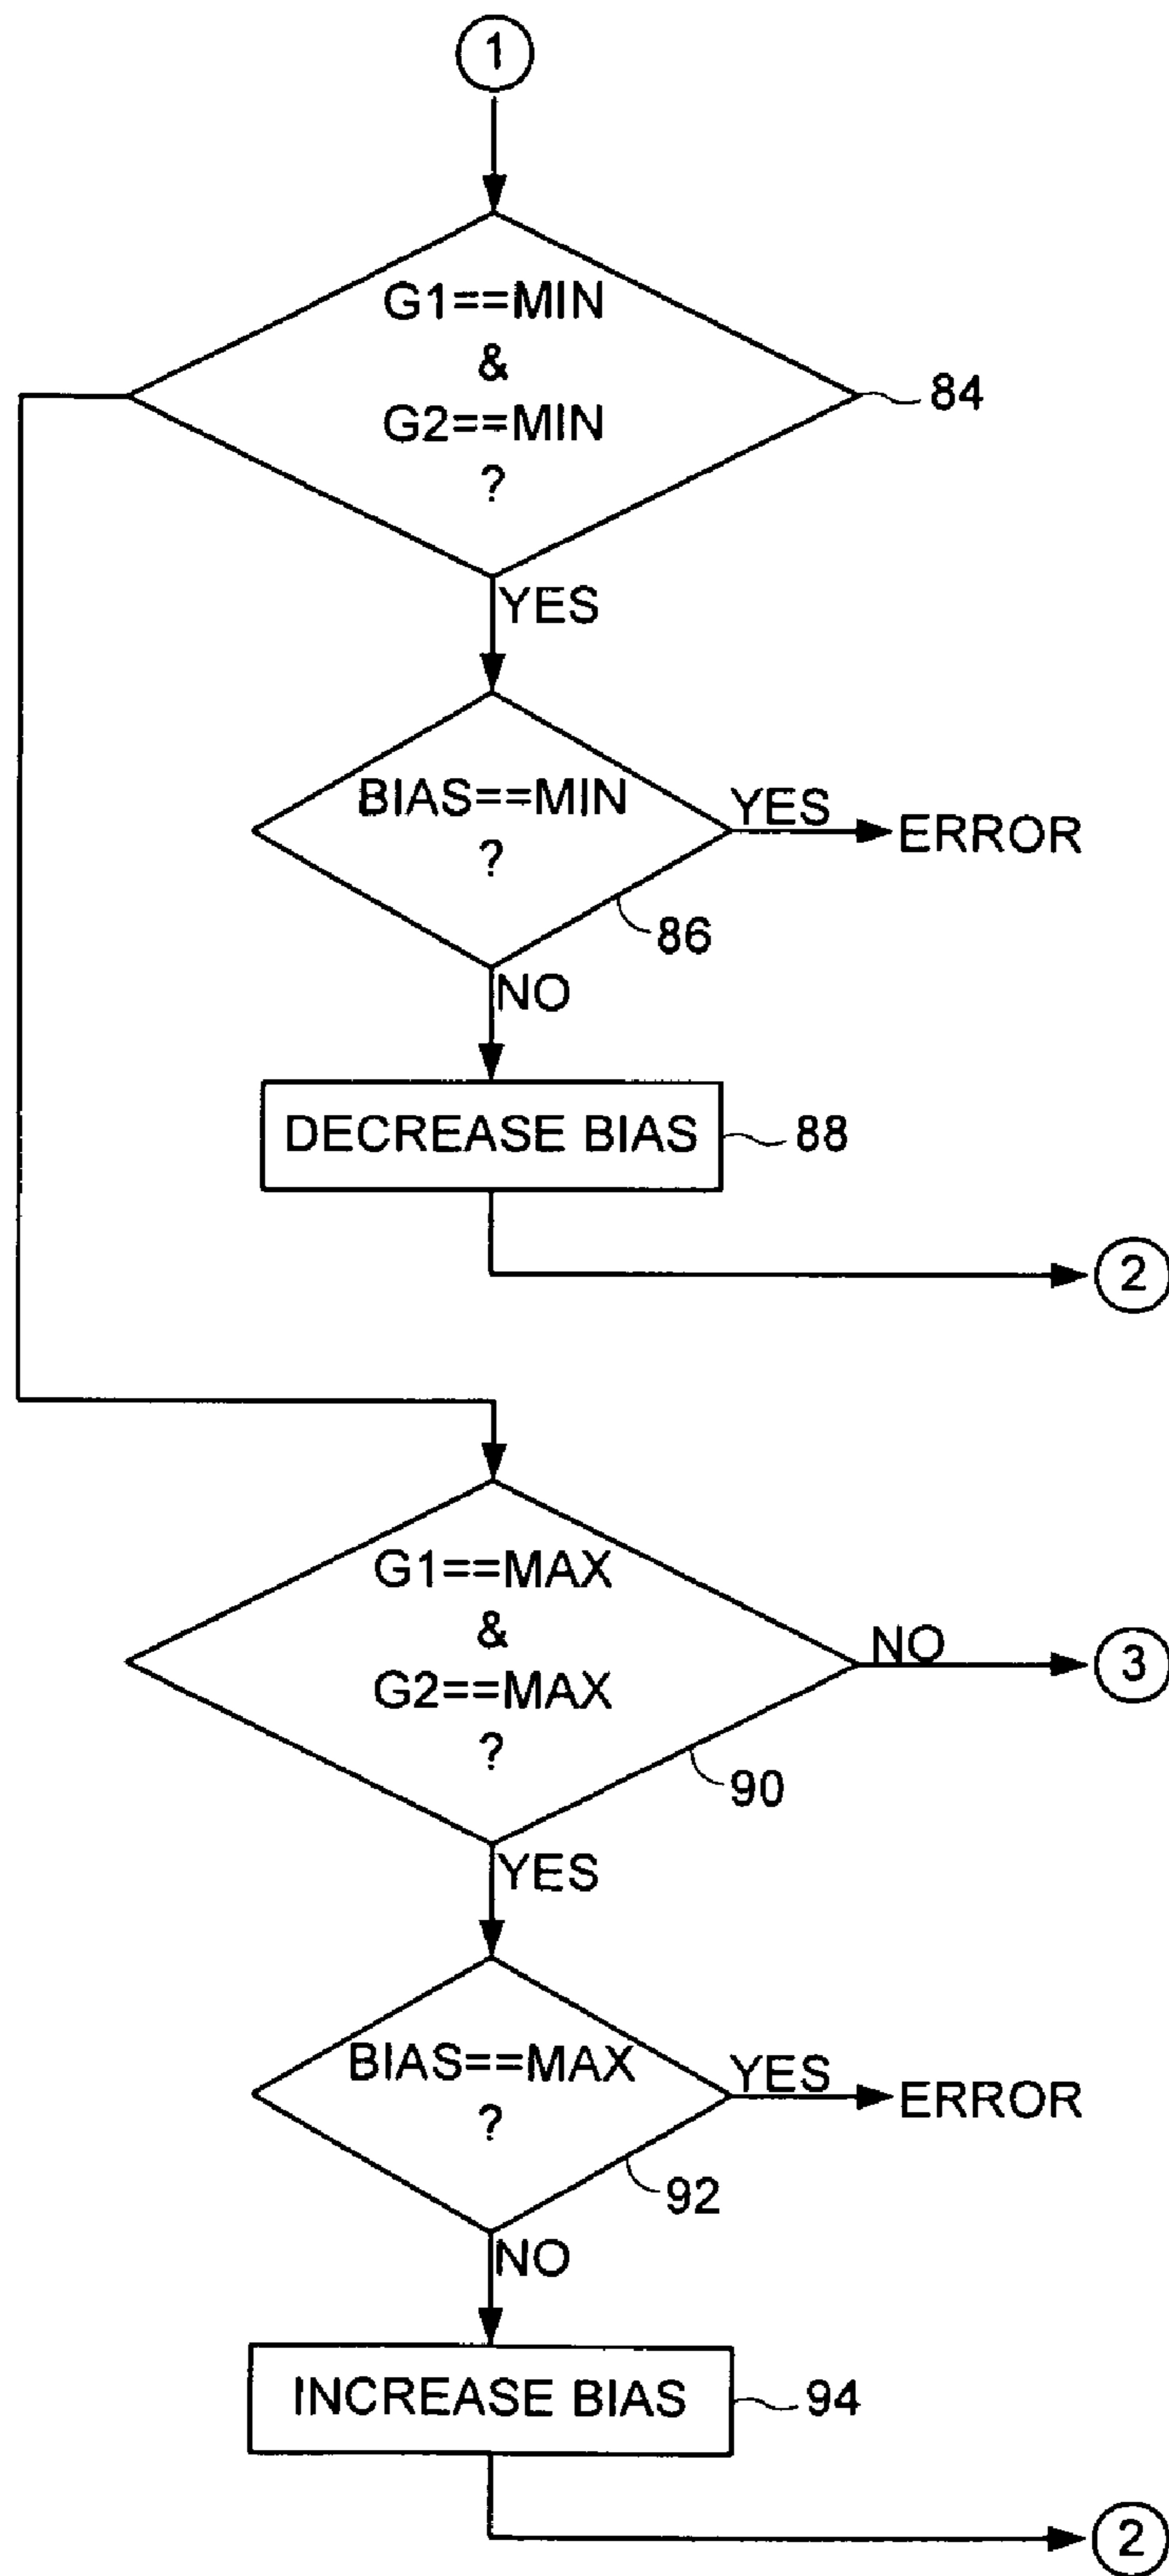 1
G1==MIN
&
G2==MIN
?
84
YES
BIAS==MIN
?
YES
ERROR
86
NO
DECREASE BIAS
88
2
G1==MAX
&
G2==MAX
?
NO
3
90
YES
BIAS==MAX
?
YES
ERROR
92
NO
INCREASE BIAS
94
2